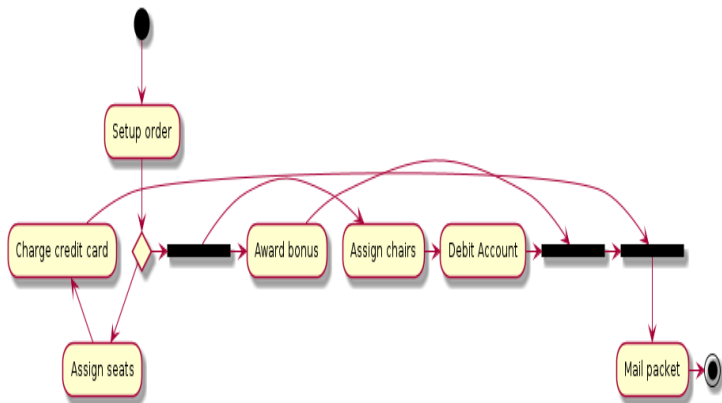 Setup order
Charge credit card
Award bonus
Assign chairs
Debit Account
Assign seats
Mail packet